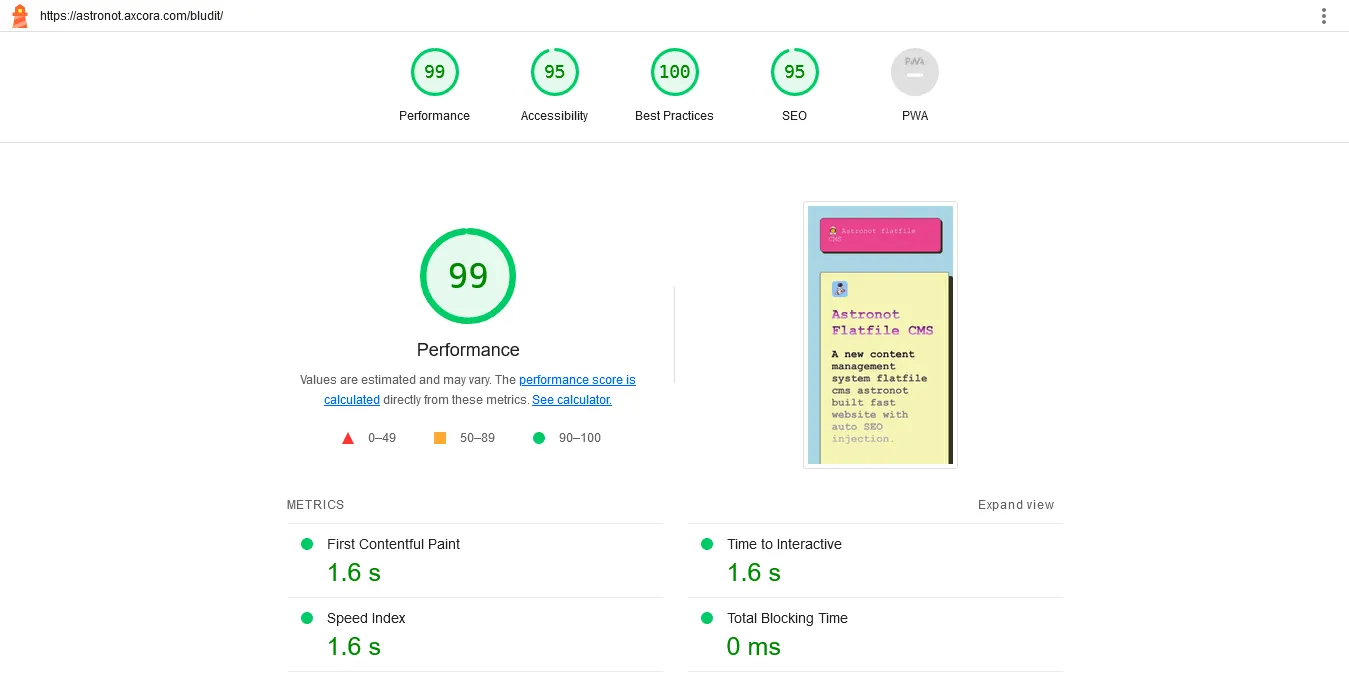 https://astronot.axcora.com/bludit/
99
95
100
95
PWA
Performance
Accessibility
Best Practices
SEO
PWA
99
Performance
Values are estimated and may vary. The performance score is
calculated directly from these metrics. See calculator.
0–49
50–89
90–100
Astronot flatfile
CMS
Astronot
Flatfile CMS
A new content
management
system flatfile
cms astronot
built fast
website with
auto SEO
injection.
METRICS
Expand view
First Contentful Paint
1.6 s
Time to Interactive
1.6 s
Speed Index
1.6 s
Total Blocking Time
0 ms